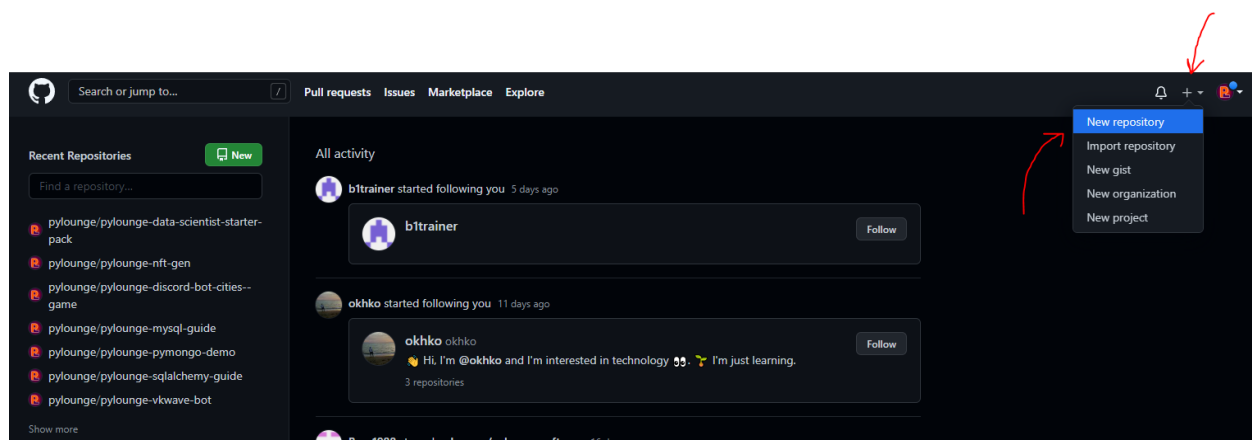 Search or jump to...
/
Pull requests Issues Marketplace Explore
New repository
Import repository
New gist
New organization
New project
Recent Repositories
New
Find a repository...
pylounge/pylounge-data-scientist-starter-
pack
pylounge/pylounge-nft-gen
pylounge/pylounge-discord-bot-cities--
game
pylounge/pylounge-mysql-guide
pylounge/pylounge-pymongo-demo
pylounge/pylounge-sqlalchemy-guide
pylounge/pylounge-vkwave-bot
Show more
All activity
b1trainer started following you 5 days ago
b1trainer
Follow
okhko started following you 11 days ago
okhko okhko
Follow
👋 Hi, I'm @okhko and I'm interested in technology 👀. 🌱 I'm just learning.
3 repositories